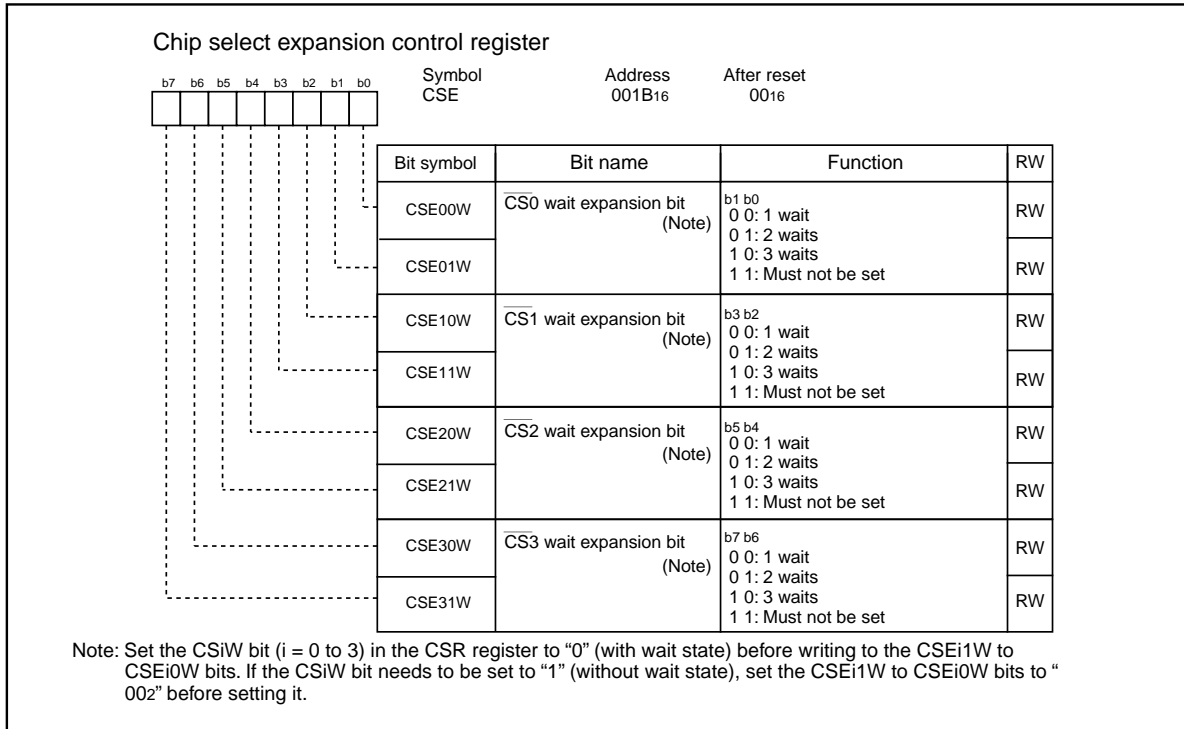 Chip select expansion control register
b7 b6 b5 b4 b3 b2 b1 b0
Symbol Address After reset
CSE 001B16 0016
Bit symbol Bit name Function RW
CSE00W CS0 wait expansion bit (Note) b1 b0 RW
0 0: 1 wait
0 1: 2 waits
CSE01W 1 0: 3 waits RW
1 1: Must not be set
CSE10W CS1 wait expansion bit (Note) b3 b2 RW
0 0: 1 wait
0 1: 2 waits
CSE11W 1 0: 3 waits RW
1 1: Must not be set
CSE20W CS2 wait expansion bit (Note) b5 b4 RW
0 0: 1 wait
0 1: 2 waits
CSE21W 1 0: 3 waits RW
1 1: Must not be set
CSE30W CS3 wait expansion bit (Note) b7 b6 RW
0 0: 1 wait
0 1: 2 waits
CSE31W 1 0: 3 waits RW
1 1: Must not be set
Note: Set the CSiW bit (i = 0 to 3) in the CSR register to “0” (with wait state) before writing to the CSEi1W to
CSEi0W bits. If the CSiW bit needs to be set to “1” (without wait state), set the CSEi1W to CSEi0W bits to “
002” before setting it.